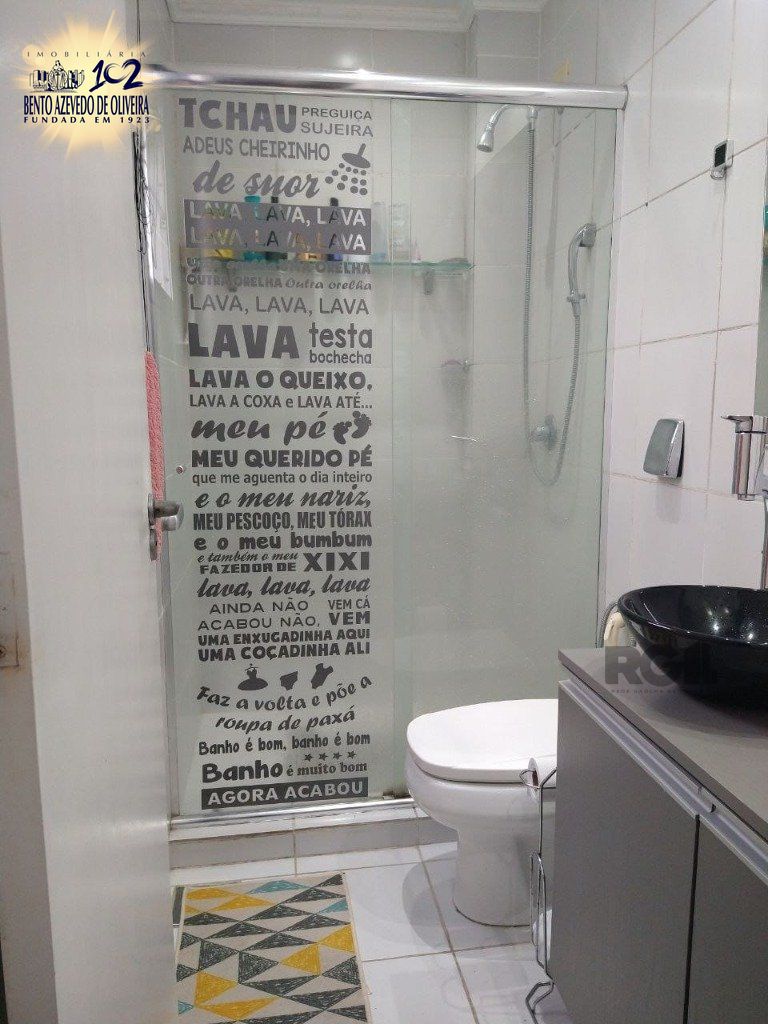 IMOBILIÁRIA
102
BENTO AZEVEDO DE OLIVEIRA
FUNDADA EM 1923
TCHAU PREGUIÇA
SUJEIRA
ADEUS CHEIRINHO
de suor
LAVA, LAVA, LAVA
LAVA, LAVA, LAVA
ORELHA
OUTRA ORELHA Outra orelha
LAVA, LAVA, LAVA
LAVA testa
bochecha
LAVA O QUEIXO,
LAVA A COXA e LAVA ATÉ...
meu pé
MEU QUERIDO PÉ
que me aguenta o dia inteiro
e o meu nariz,
MEU PESCOÇO, MEU TÓRAX
e o meu bumbum
e também o meu
FAZEDOR DE XIXI
lava, lava, lava
AINDA NÃO VEM CÁ
ACABOU NÃO, VEM
UMA ENXUGADINHA AQUI
UMA COÇADINHA ALI
Faz a volta e põe a
roupa de paxá
Banho é bom, banho é bom
Banho é muito bom
AGORA ACABOU
RGI